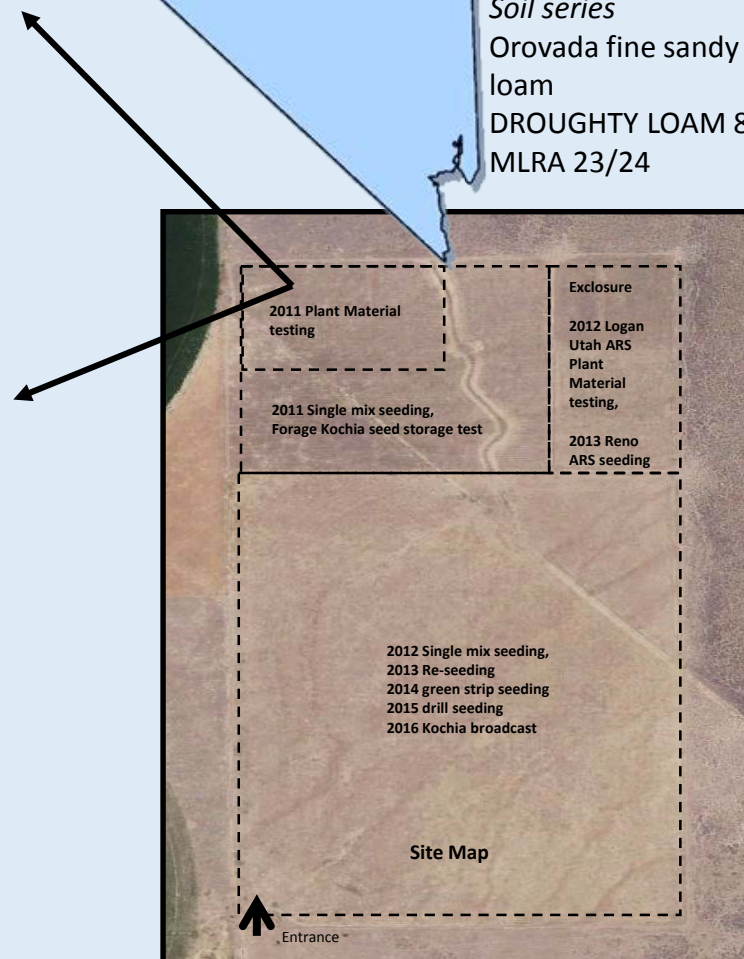 Soil series
Orovada fine sandy
loam
DROUGHTY LOAM 8
MLRA 23/24
2011 Plant Material
testing
2011 Single mix seeding,
Forage Kochia seed storage test
Exclosure
2012 Logan
Utah ARS
Plant
Material
testing,
2013 Reno
ARS seeding
2012 Single mix seeding,
2013 Re-seeding
2014 green strip seeding
2015 drill seeding
2016 Kochia broadcast
Site Map
Entrance